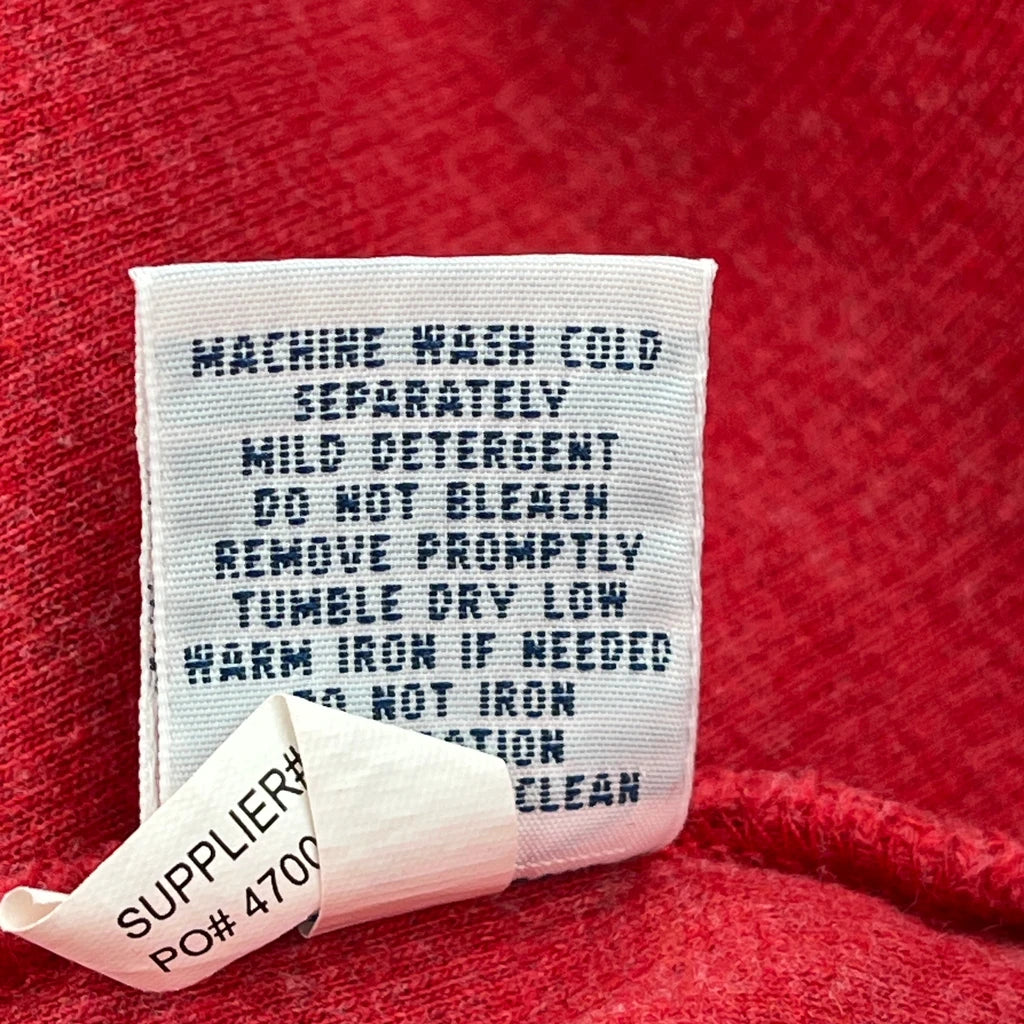 MACHINE WASH COLD
SEPARATELY
MILD DETERGENT
DO NOT BLEACH
REMOVE PROMPTLY
TUMBLE DRY LOW
WARM IRON IF NEEDED
DO NOT IRON
CLEAN
SUPPLIER#
PO# 4700